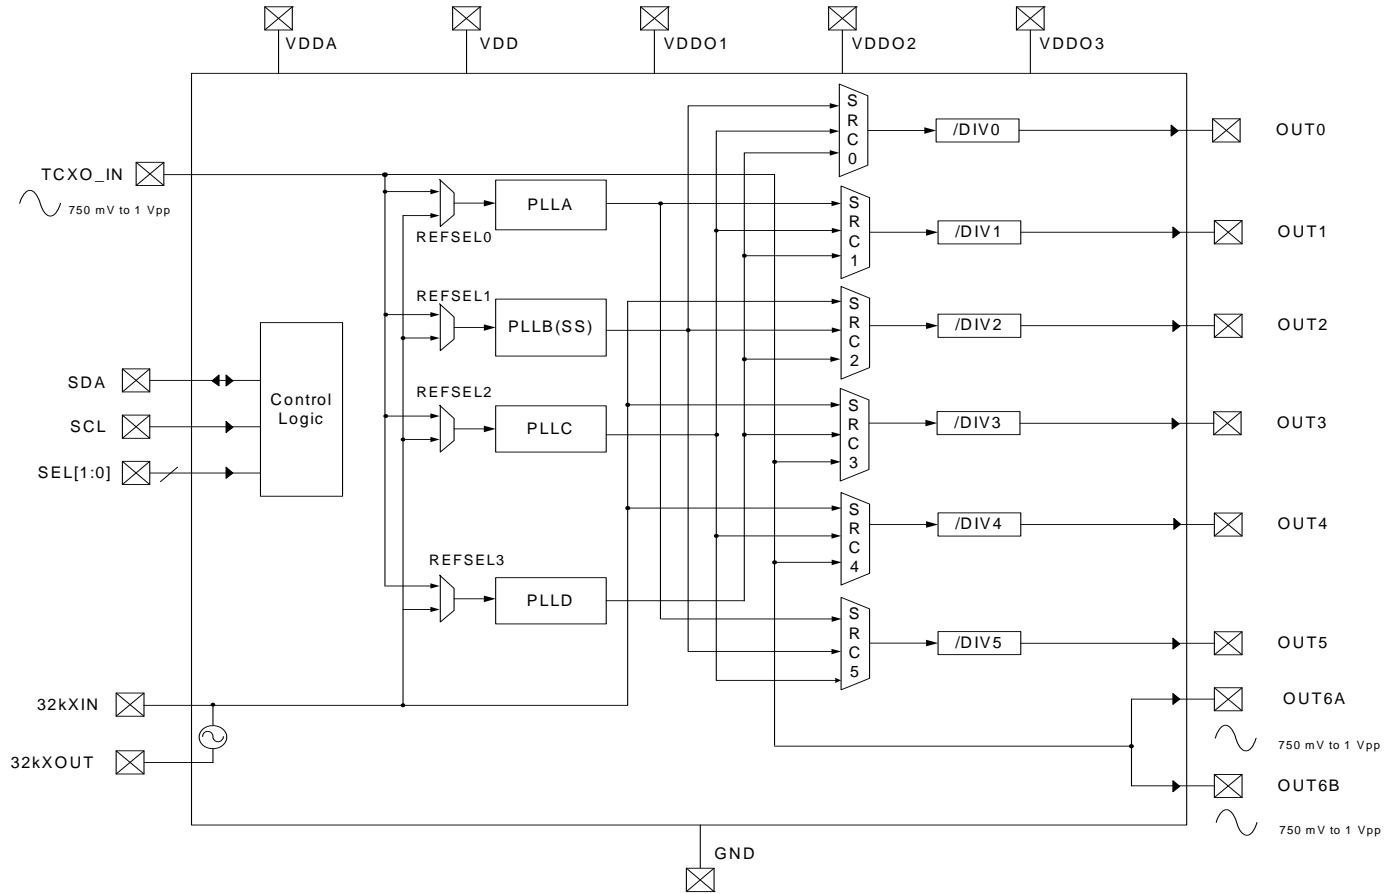 VDDA
VDD
VDDO1
VDDO2
VDDO3
TCXO_IN
750 mV to 1 Vpp
REFSEL0
PLLA
REFSEL1
PLLB(SS)
REFSEL2
PLLC
REFSEL3
PLLD
SDA
SCL
SEL[1:0]
Control
Logic
32kXIN
32kXOUT
S
R
C
0
/DIV0
OUT0
S
R
C
1
/DIV1
OUT1
S
R
C
2
/DIV2
OUT2
S
R
C
3
/DIV3
OUT3
S
R
C
4
/DIV4
OUT4
S
R
C
5
/DIV5
OUT5
OUT6A
750 mV to 1 Vpp
OUT6B
750 mV to 1 Vpp
GND